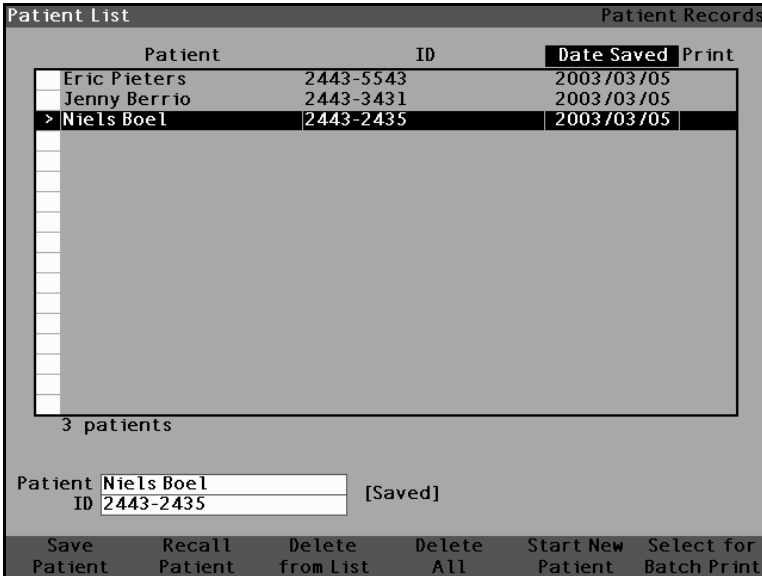 Patient List Patient Records
Patient ID Date Saved Print
Eric Pieters 2443-5543 2003/03/05
Jenny Berrio 2443-3431 2003/03/05
> Niels Boel 2443-2435 2003/03/05
3 patients
Patient Niels Boel
[Saved]
ID 2443-2435
Save Recall Delete Delete Start New Select for
Patient Patient from List All Patient Batch Print